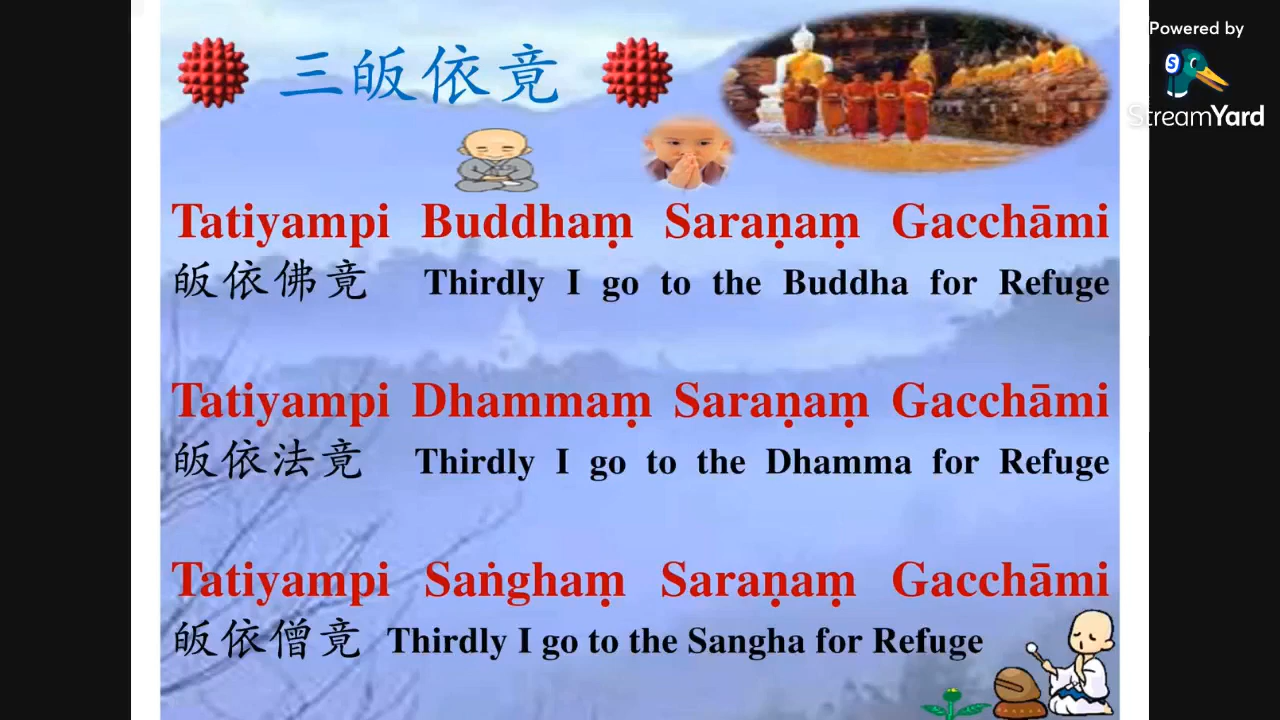 Powered by
StreamYard
三皈依竟
Tatiyampi Buddhaṃ Saraṇaṃ Gacchāmi
皈依佛竟 Thirdly I go to the Buddha for Refuge
Tatiyampi Dhammaṃ Saraṇaṃ Gacchāmi
皈依法竟 Thirdly I go to the Dhamma for Refuge
Tatiyampi Saṅghaṃ Saraṇaṃ Gacchāmi
皈依僧竟 Thirdly I go to the Sangha for Refuge